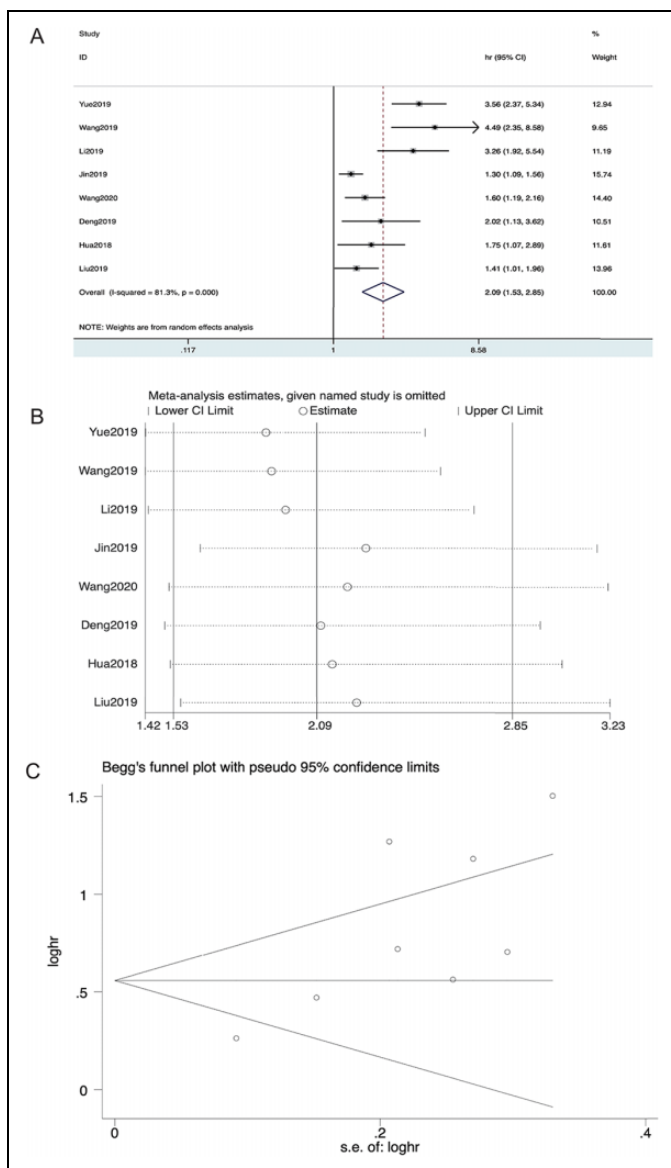 A
Study
%
ID
hr (95% CI)
Weight
Yue2019
3.56 (2.37, 5.34)
12.94
Wang2019
4.49 (2.35, 8.58)
9.65
Li2019
3.26 (1.92, 5.54)
11.19
Jin2019
1.30 (1.09, 1.56)
15.74
Wang2020
1.60 (1.19, 2.16)
14.40
Deng2019
2.02 (1.13, 3.62)
10.51
Hua2018
1.75 (1.07, 2.89)
11.61
Liu2019
1.41 (1.01, 1.96)
13.96
Overall (I-squared = 81.3%, p = 0.000)
2.09 (1.53, 2.85)
100.00
NOTE: Weights are from random effects analysis
.117
1
8.58
B
Meta-analysis estimates, given named study is omitted
Lower CI Limit
Estimate
Upper CI Limit
Yue2019
Wang2019
Li2019
Jin2019
Wang2020
Deng2019
Hua2018
Liu2019
1.42
1.53
2.09
2.85
3.23
C
Begg's funnel plot with pseudo 95% confidence limits
1.5
1
.5
0
loghr
0
.2
.4
s.e. of: loghr